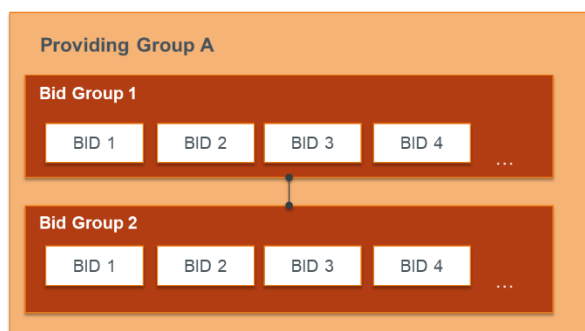 Providing Group A
Bid Group 1
BID 1 BID 2 BID 3 BID 4 ...
Bid Group 2
BID 1 BID 2 BID 3 BID 4 ...